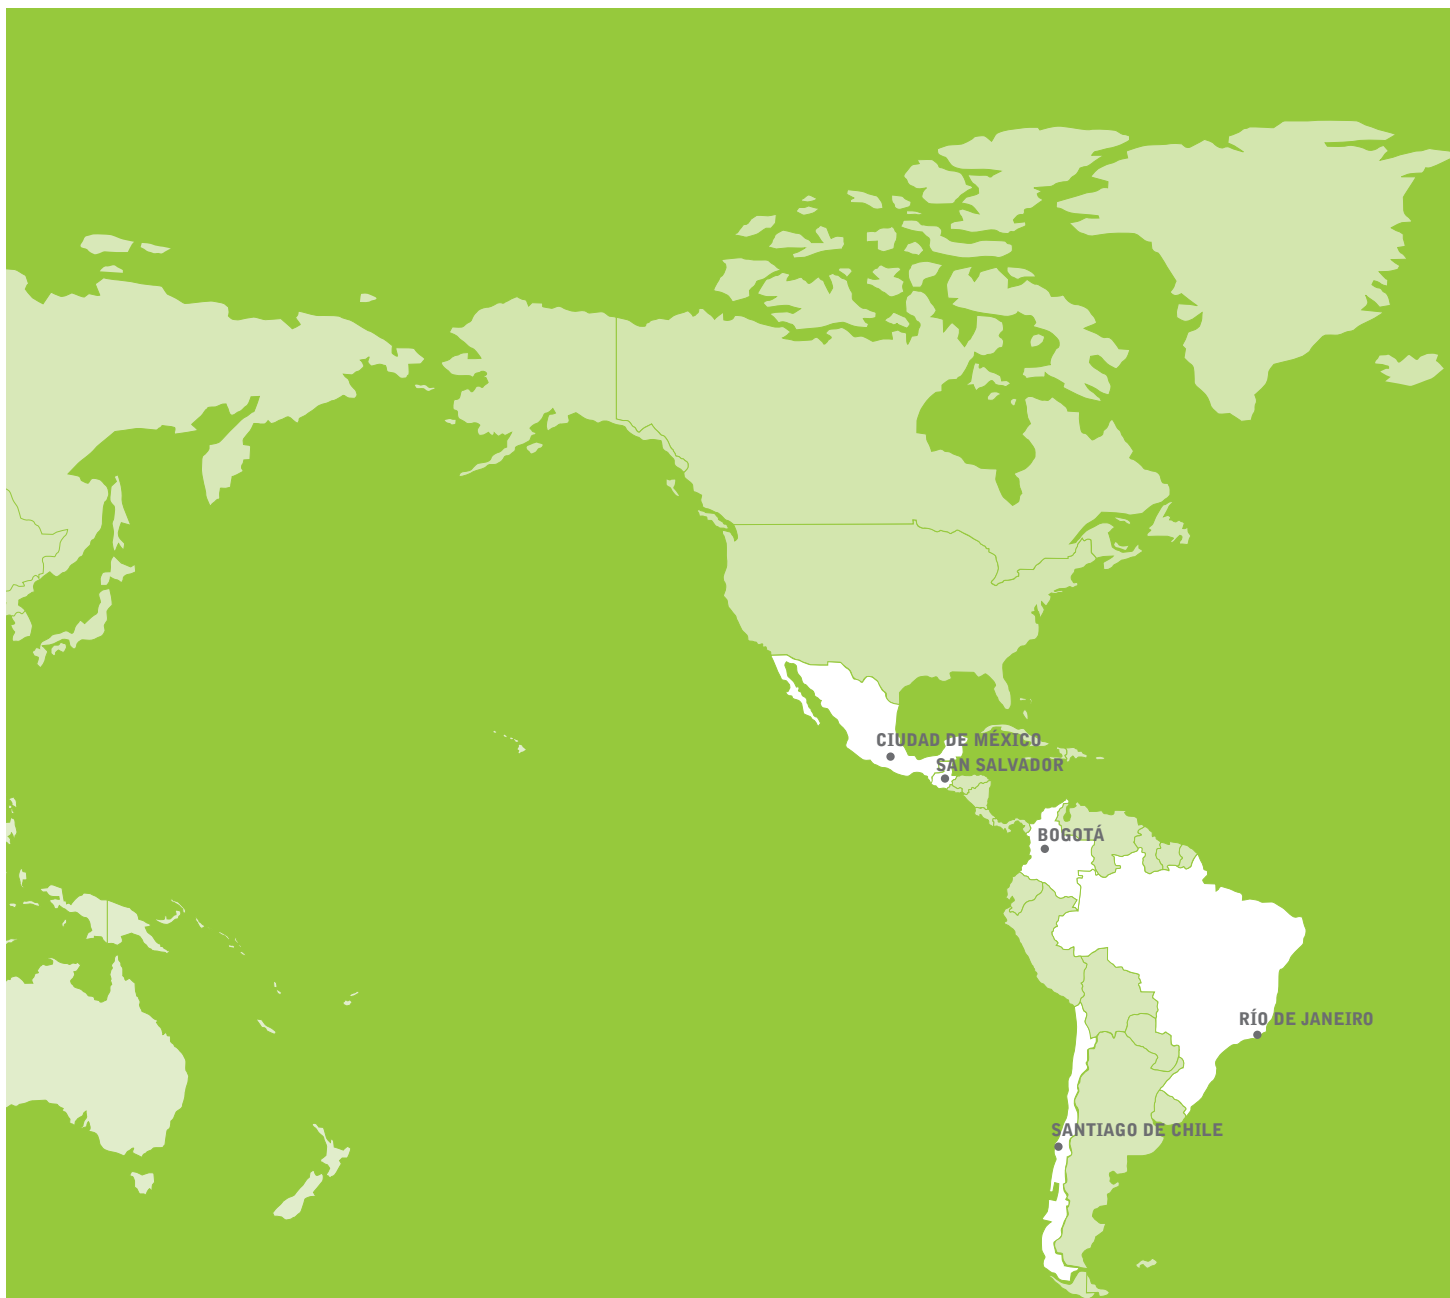 CIUDAD DE MÉXICO
SAN SALVADOR
BOGOTÁ
RÍO DE JANEIRO
SANTIAGO DE CHILE